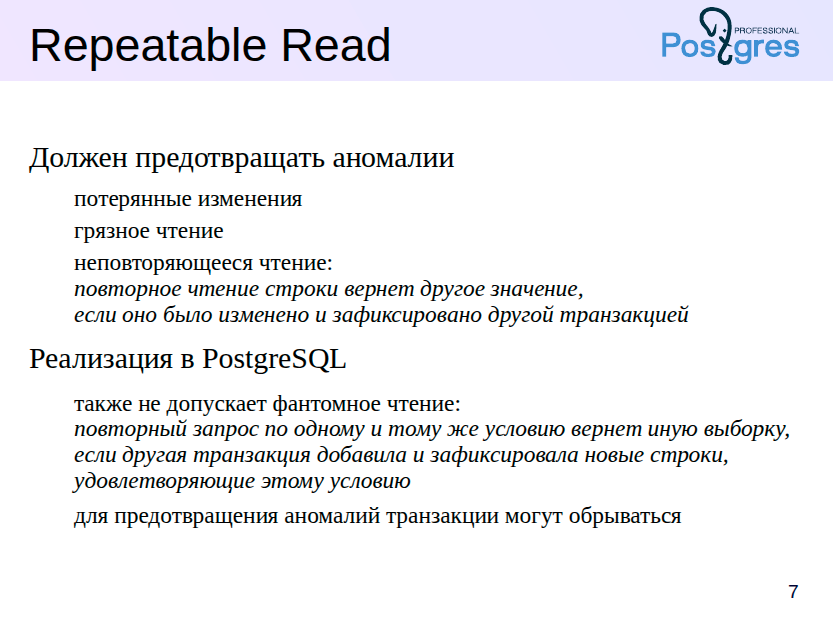 Repeatable Read
PROFESSIONAL
Postgres
Должен предотвращать аномалии
потерянные изменения
грязное чтение
неповторяющееся чтение:
повторное чтение строки вернет другое значение,
если оно было изменено и зафиксировано другой транзакцией
Реализация в PostgreSQL
также не допускает фантомное чтение:
повторный запрос по одному и тому же условию вернет иную выборку,
если другая транзакция добавила и зафиксировала новые строки,
удовлетворяющие этому условию
для предотвращения аномалий транзакции могут обрываться
7